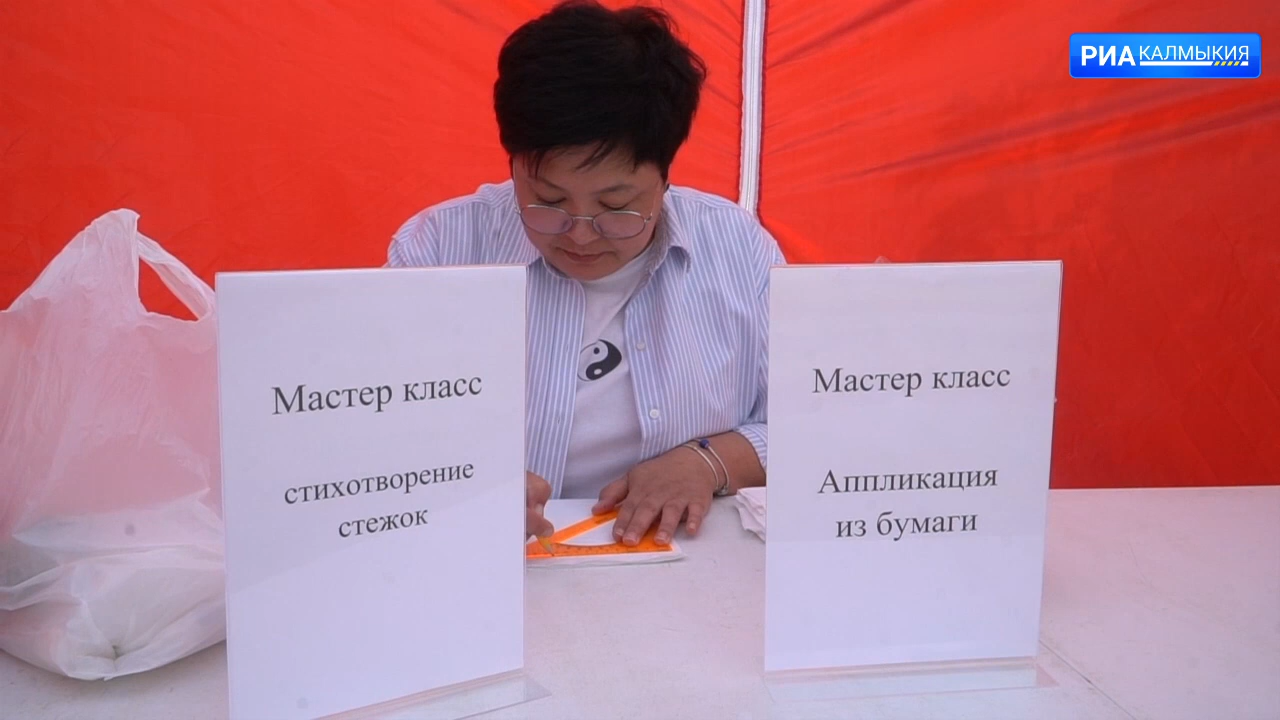 РИА КАЛМЫКИЯ
Мастер класс
стихотворение
стежок
Мастер класс
Аппликация
из бумаги